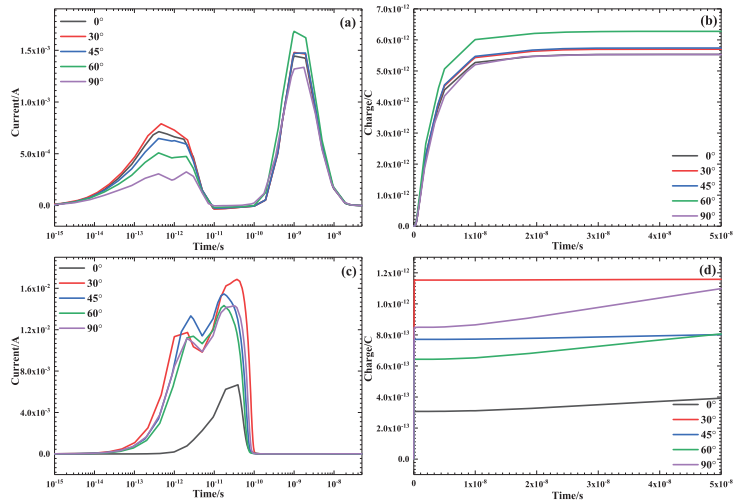 (a)
0°
30°
45°
60°
90°
Current/A
1.5×10⁻³
1.0×10⁻³
5.0×10⁻⁴
0.0
10⁻¹⁵ 10⁻¹⁴ 10⁻¹³ 10⁻¹² 10⁻¹¹ 10⁻¹⁰ 10⁻⁹ 10⁻⁸
Time/s
(b)
Charge/C
7.0×10⁻¹²
6.0×10⁻¹²
5.0×10⁻¹²
4.0×10⁻¹²
3.0×10⁻¹²
2.0×10⁻¹²
1.0×10⁻¹²
0.0
0°
30°
45°
60°
90°
0 1×10⁻⁸ 2×10⁻⁸ 3×10⁻⁸ 4×10⁻⁸ 5×10⁻⁸
Time/s
(c)
0°
30°
45°
60°
90°
Current/A
1.6×10⁻²
1.2×10⁻²
8.0×10⁻³
4.0×10⁻³
0.0
10⁻¹⁵ 10⁻¹⁴ 10⁻¹³ 10⁻¹² 10⁻¹¹ 10⁻¹⁰ 10⁻⁹ 10⁻⁸
Time/s
(d)
Charge/C
1.2×10⁻¹²
1.0×10⁻¹²
8.0×10⁻¹³
6.0×10⁻¹³
4.0×10⁻¹³
2.0×10⁻¹³
0.0
0°
30°
45°
60°
90°
0 1×10⁻⁸ 2×10⁻⁸ 3×10⁻⁸ 4×10⁻⁸ 5×10⁻⁸
Time/s